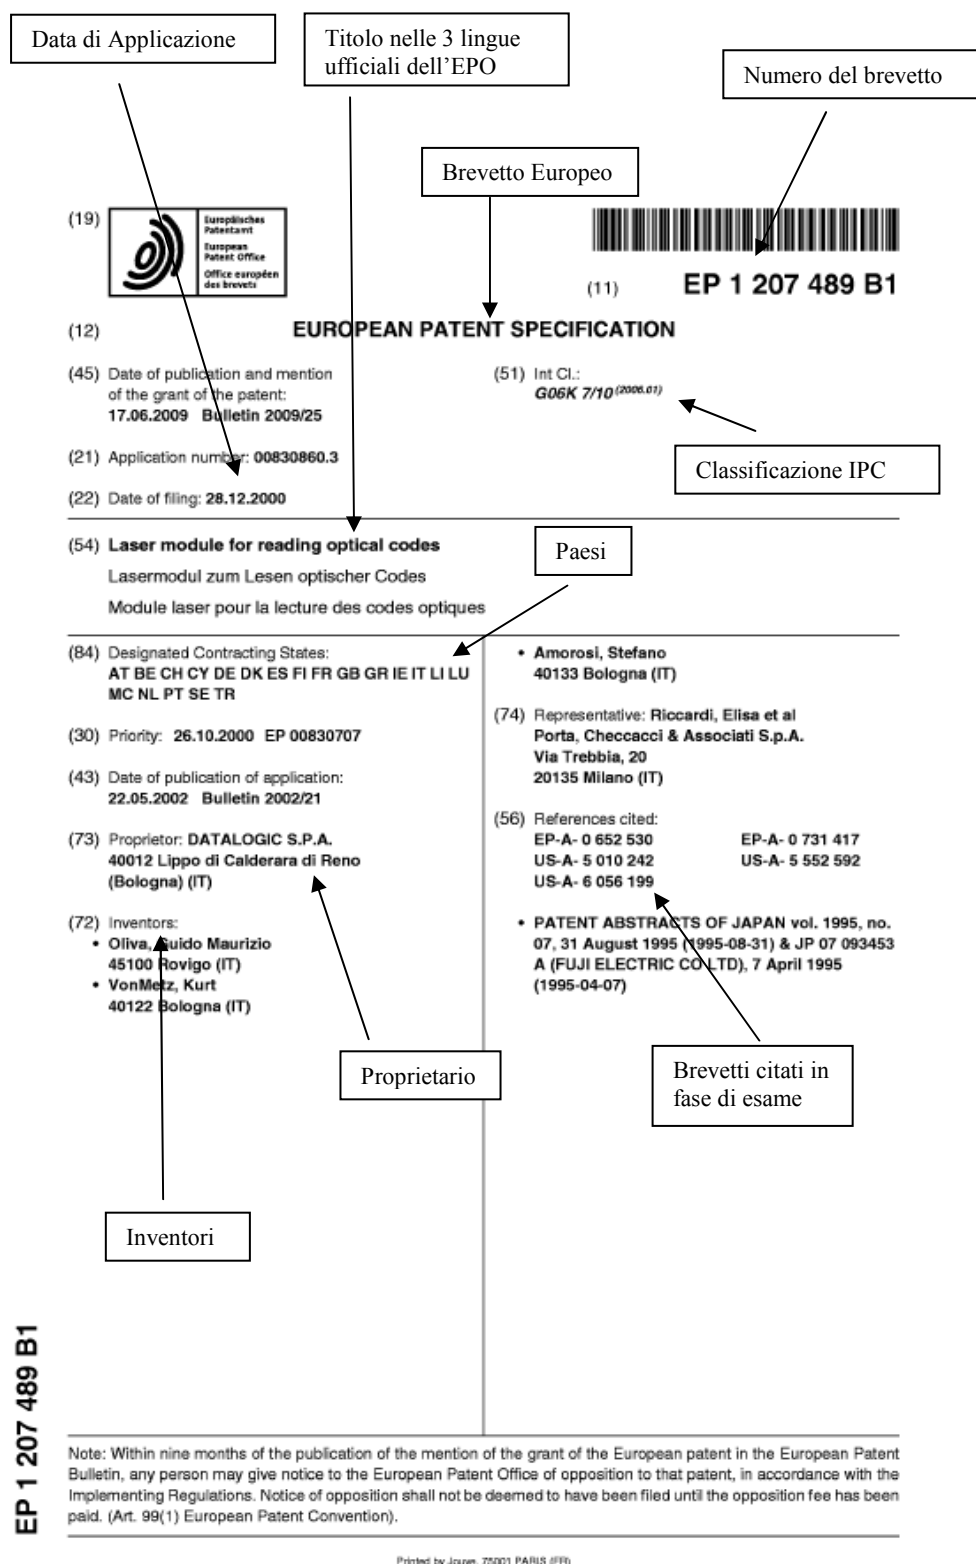 Data di Applicazione
Titolo nelle 3 lingue
ufficiali dell'EPO
Numero del brevetto
Brevetto Europeo
(19)
Europäisches
Patentamt
European
Patent Office
Office européen
des brevets
(11)
EP 1 207 489 B1
(12)
EUROPEAN PATENT SPECIFICATION
(45) Date of publication and mention
of the grant of the patent:
17.06.2009 Bulletin 2009/25
(51) Int Cl.:
G06K 7/10 (2006.01)
(21) Application number: 00830860.3
Classificazione IPC
(22) Date of filing: 28.12.2000
(54) Laser module for reading optical codes
Lasermodul zum Lesen optischer Codes
Module laser pour la lecture des codes optiques
Paesi
(84) Designated Contracting States:
AT BE CH CY DE DK ES FI FR GB GR IE IT LI LU
MC NL PT SE TR
(30) Priority: 26.10.2000 EP 00830707
(43) Date of publication of application:
22.05.2002 Bulletin 2002/21
(73) Proprietor: DATALOGIC S.P.A.
40012 Lippo di Calderara di Reno
(Bologna) (IT)
(72) Inventors:
• Oliva, Guido Maurizio
45100 Rovigo (IT)
• VonMetz, Kurt
40122 Bologna (IT)
• Amorosi, Stefano
40133 Bologna (IT)
(74) Representative: Riccardi, Elisa et al
Porta, Checcacci & Associati S.p.A.
Via Trebbia, 20
20135 Milano (IT)
(56) References cited:
EP-A- 0 652 530 EP-A- 0 731 417
US-A- 5 010 242 US-A- 5 552 592
US-A- 6 056 199
• PATENT ABSTRACTS OF JAPAN vol. 1995, no.
07, 31 August 1995 (1995-08-31) & JP 07 093453
A (FUJI ELECTRIC CO LTD), 7 April 1995
(1995-04-07)
Proprietario
Brevetti citati in
fase di esame
Inventori
EP 1 207 489 B1
Note: Within nine months of the publication of the mention of the grant of the European patent in the European Patent
Bulletin, any person may give notice to the European Patent Office of opposition to that patent, in accordance with the
Implementing Regulations. Notice of opposition shall not be deemed to have been filed until the opposition fee has been
paid. (Art. 99(1) European Patent Convention).
Printed by Jouve, 75001 PARIS (FR)